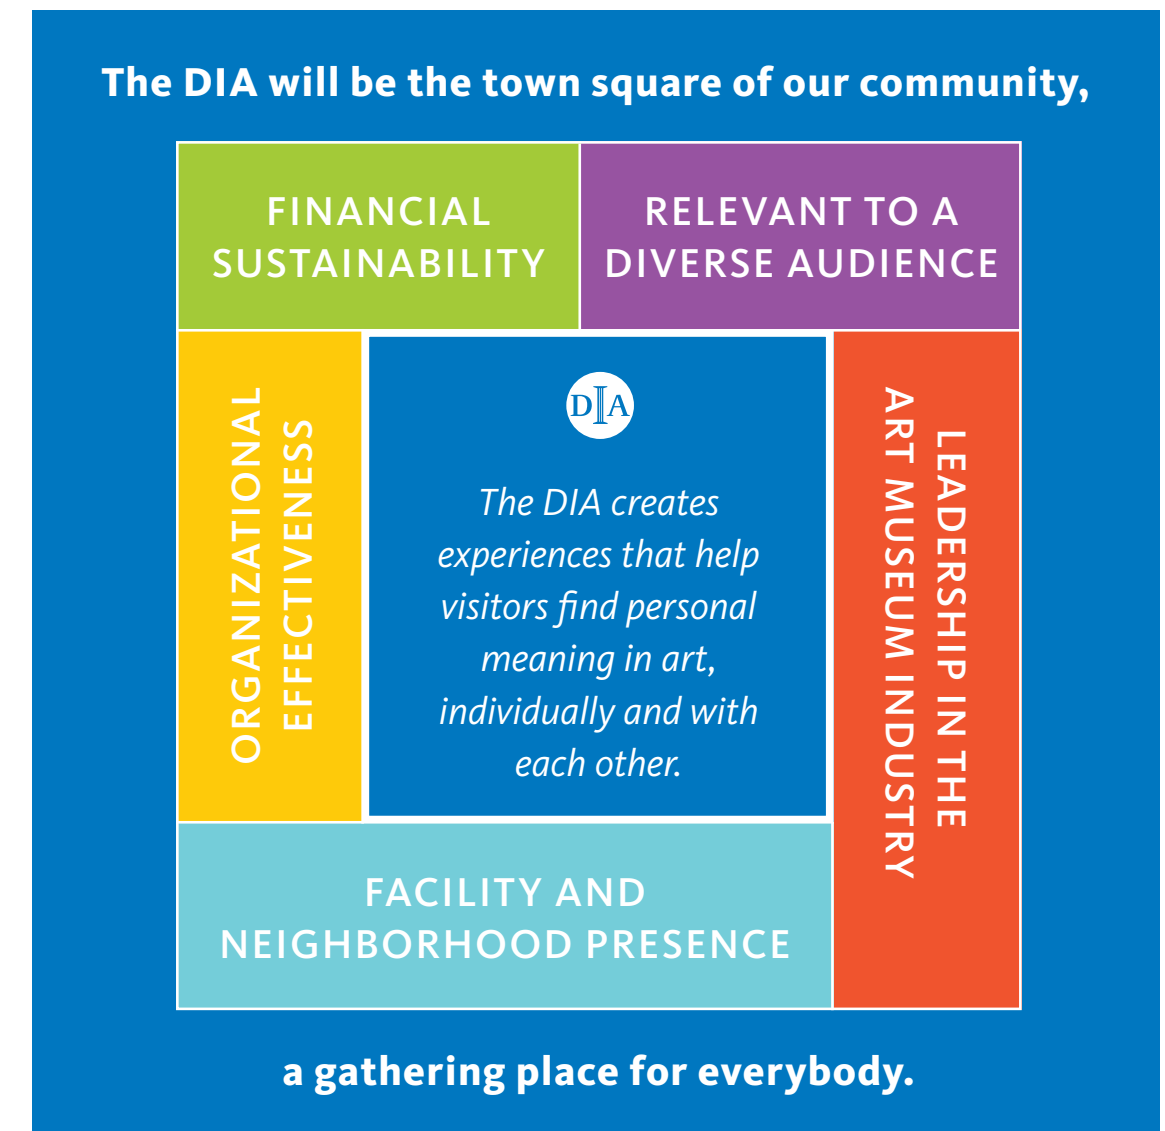 The DIA will be the town square of our community,
FINANCIAL
SUSTAINABILITY
RELEVANT TO A
DIVERSE AUDIENCE
ORGANIZATIONAL
EFFECTIVENESS
DIA
The DIA creates
experiences that help
visitors find personal
meaning in art,
individually and with
each other.
LEADERSHIP IN THE
ART MUSEUM INDUSTRY
FACILITY AND
NEIGHBORHOOD PRESENCE
a gathering place for everybody.